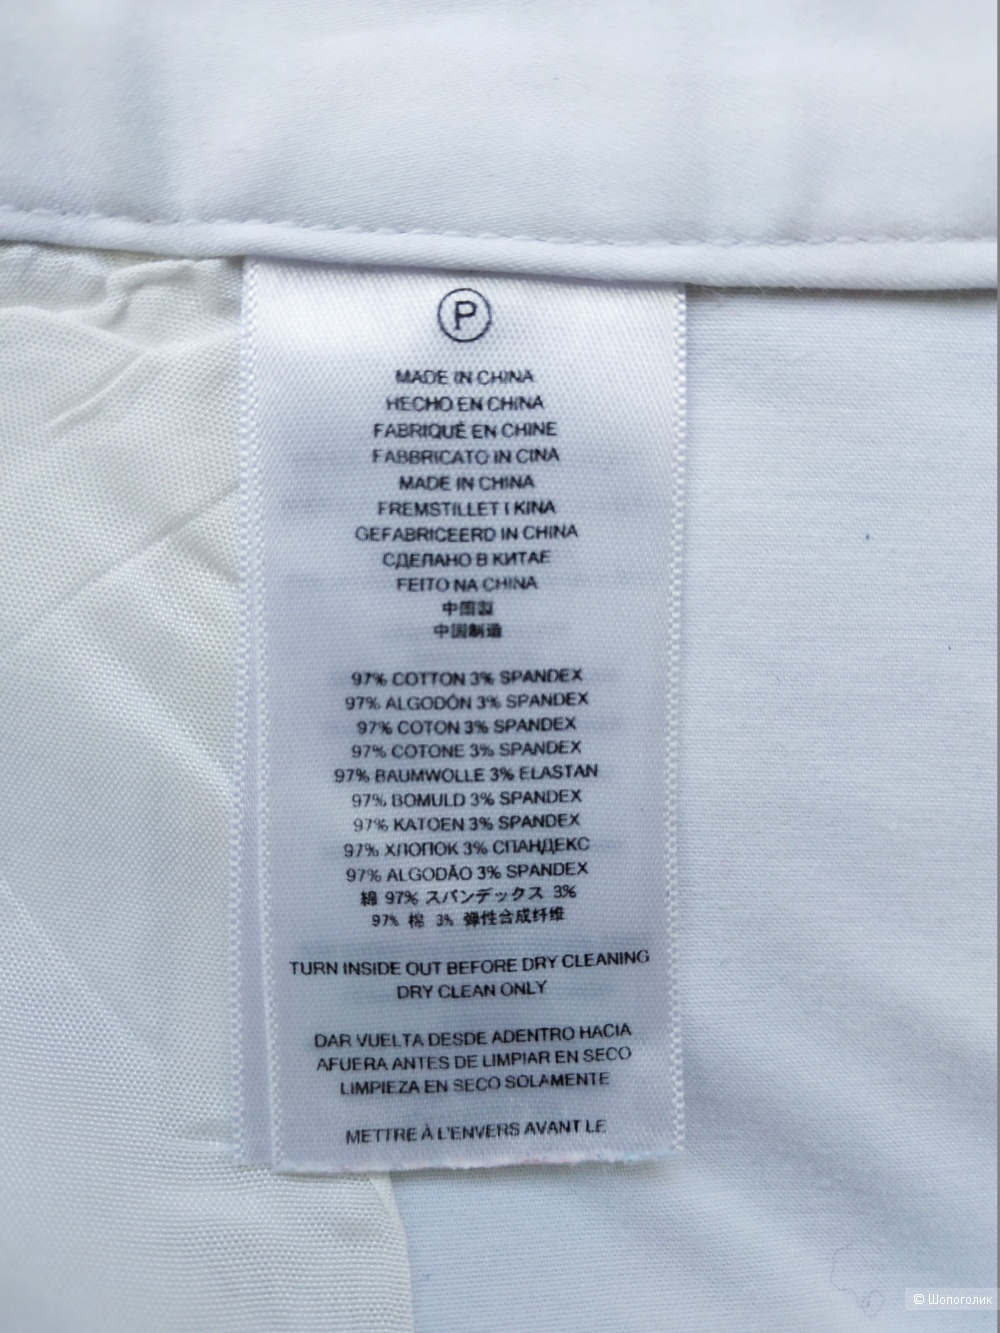 P
MADE IN CHINA
HECHO EN CHINA
FABRIQUÉ EN CHINE
FABBRICATO IN CINA
MADE IN CHINA
FREMSTILLET I KINA
GEFABRICEERD IN CHINA
СДЕЛАНО В КИТАЕ
FEITO NA CHINA
中国製
中国制造
97% COTTON 3% SPANDEX
97% ALGODÓN 3% SPANDEX
97% COTON 3% SPANDEX
97% COTONE 3% SPANDEX
97% BAUMWOLLE 3% ELASTAN
97% BOMULD 3% SPANDEX
97% KATOEN 3% SPANDEX
97% ХЛОПОК 3% СПАНДЕКС
97% ALGODÃO 3% SPANDEX
綿 97% スパンデックス 3%
97% 棉 3% 弹性合成纤维
TURN INSIDE OUT BEFORE DRY CLEANING
DRY CLEAN ONLY
DAR VUELTA DESDE ADENTRO HACIA
AFUERA ANTES DE LIMPIAR EN SECO
LIMPIEZA EN SECO SOLAMENTE
METTRE À L'ENVERS AVANT LE
© Шопоголик